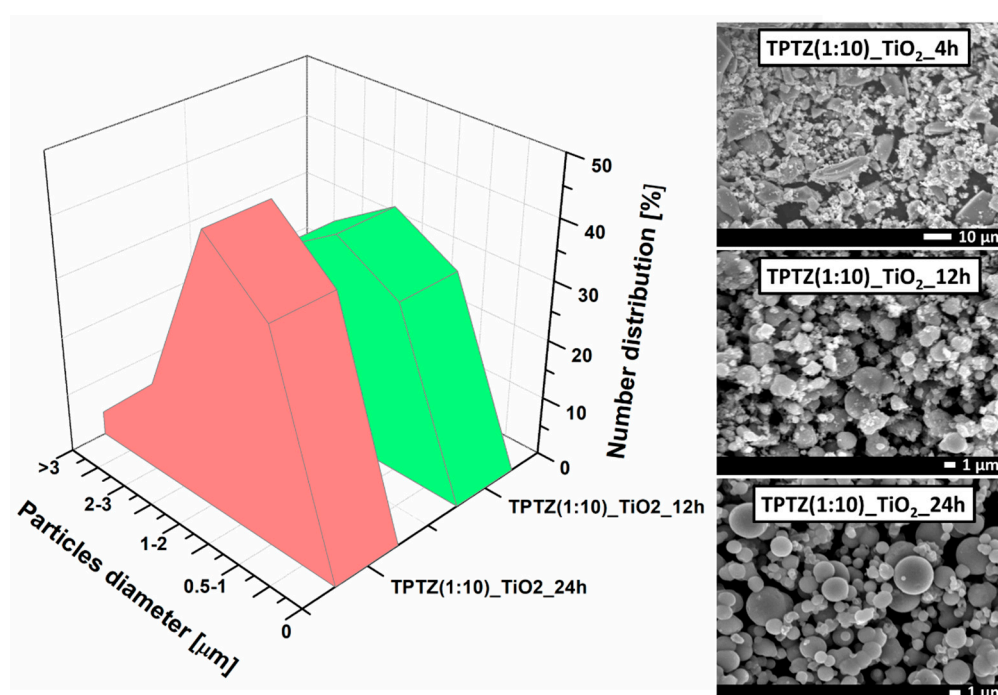 50
40
30
20
10
0
Number distribution [%]
>3
2-3
1-2
0.5-1
0
Particles diameter [μm]
TPTZ(1:10)_TiO2_12h
TPTZ(1:10)_TiO2_24h
TPTZ(1:10)_TiO₂_4h
10 μm
TPTZ(1:10)_TiO₂_12h
1 μm
TPTZ(1:10)_TiO₂_24h
1 μm